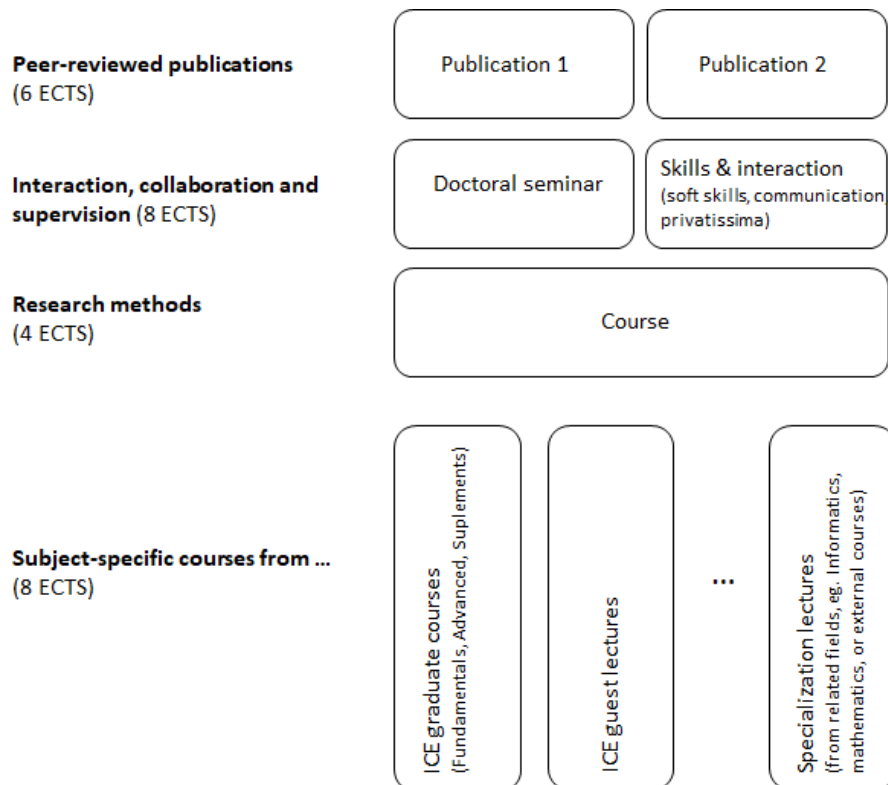 Peer-reviewed publications
(6 ECTS)
Publication 1
Publication 2
Interaction, collaboration and
supervision (8 ECTS)
Doctoral seminar
Skills & interaction
(soft skills, communication,
privatissima)
Research methods
(4 ECTS)
Course
Subject-specific courses from ...
(8 ECTS)
ICE graduate courses
(Fundamentals, Advanced, Suplements)
ICE guest lectures
...
Specialization lectures
(from related fields, eg. Informatics,
mathematics, or external courses)